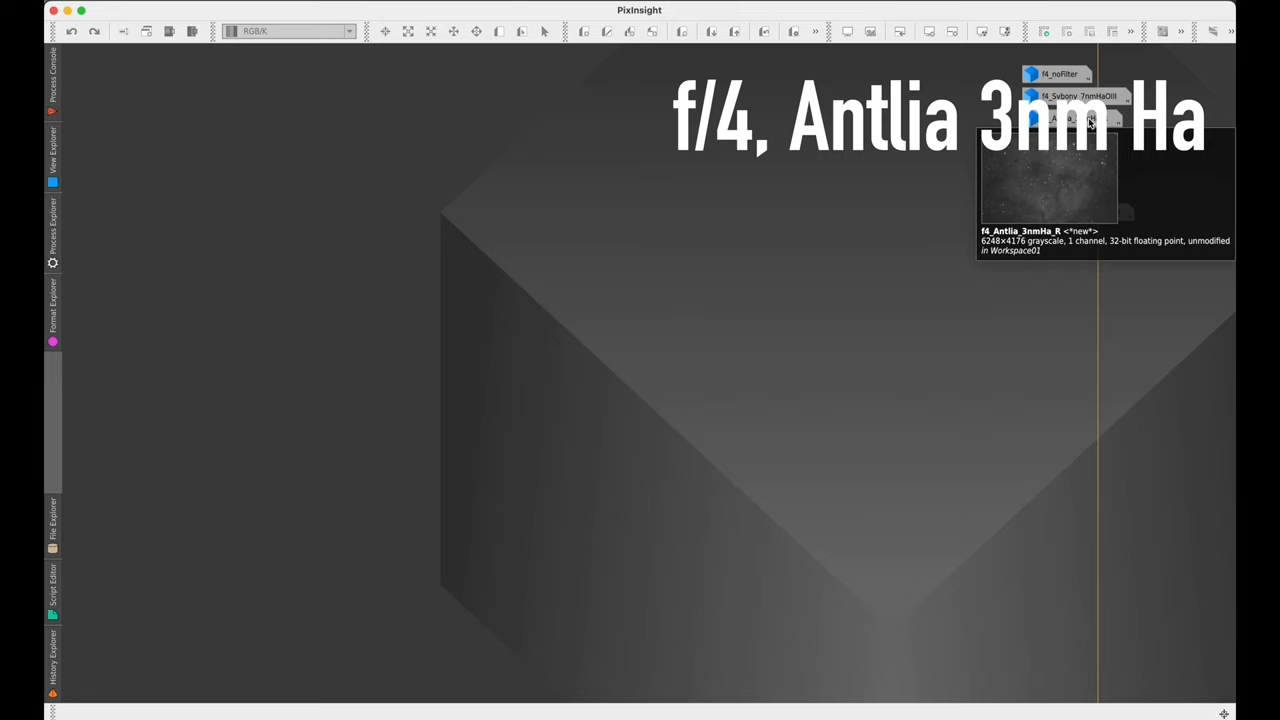 PixInsight
RGB/K
Process Console
View Explorer
Process Explorer
Format Explorer
File Explorer
Script Editor
History Explorer
f4_noFilter
f4_Svbony_7nmHaOIII
f/4, Antlia 3nm Ha
f4_Antlia_3nmHa_R <*new*>
6248×4176 grayscale, 1 channel, 32-bit floating point, unmodified
in Workspace01